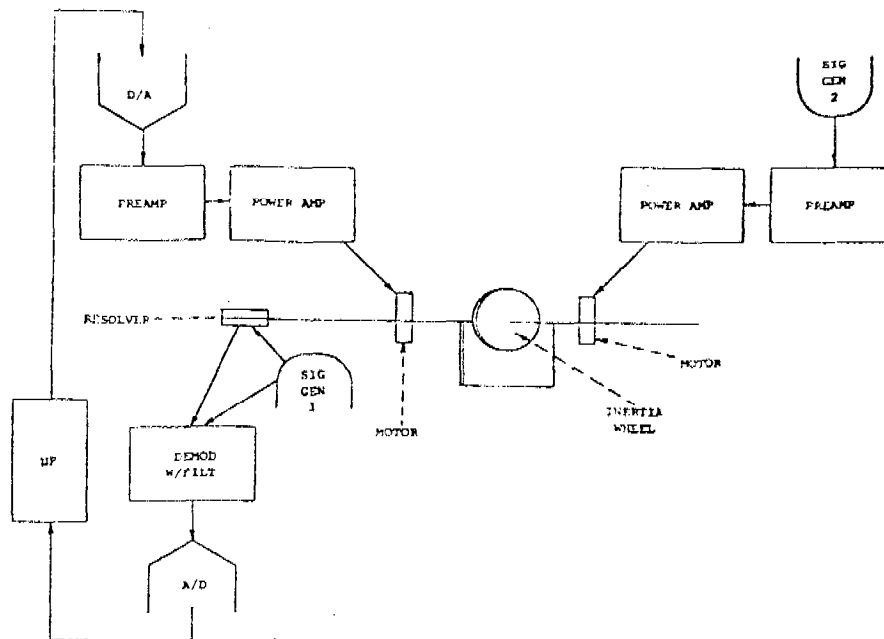 D/A
SIG
GEN
2
PREAMP
POWER AMP
POWER AMP
PREAMP
RESOLVER
SIG
GEN
1
MOTOR
MOTOR
INERTIA
WHEEL
μP
DEMOD
W/FILT
A/D